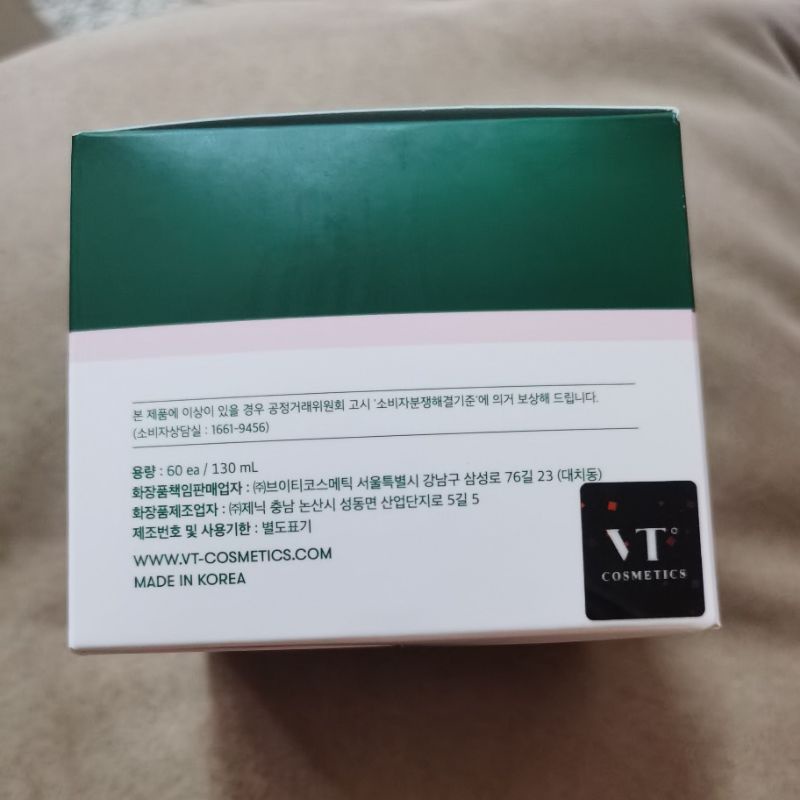 본 제품에 이상이 있을 경우 공정거래위원회 고시 '소비자분쟁해결기준'에 의거 보상해 드립니다.
(소비자상담실 : 1661-9456)
용량 : 60 ea / 130 mL
화장품책임판매업자 : ㈜브이티코스메틱 서울특별시 강남구 삼성로 76길 23 (대치동)
화장품제조업자 : ㈜제닉 충남 논산시 성동면 산업단지로 5길 5
제조번호 및 사용기한 : 별도표기
WWW.VT-COSMETICS.COM
MADE IN KOREA
VT
COSMETICS